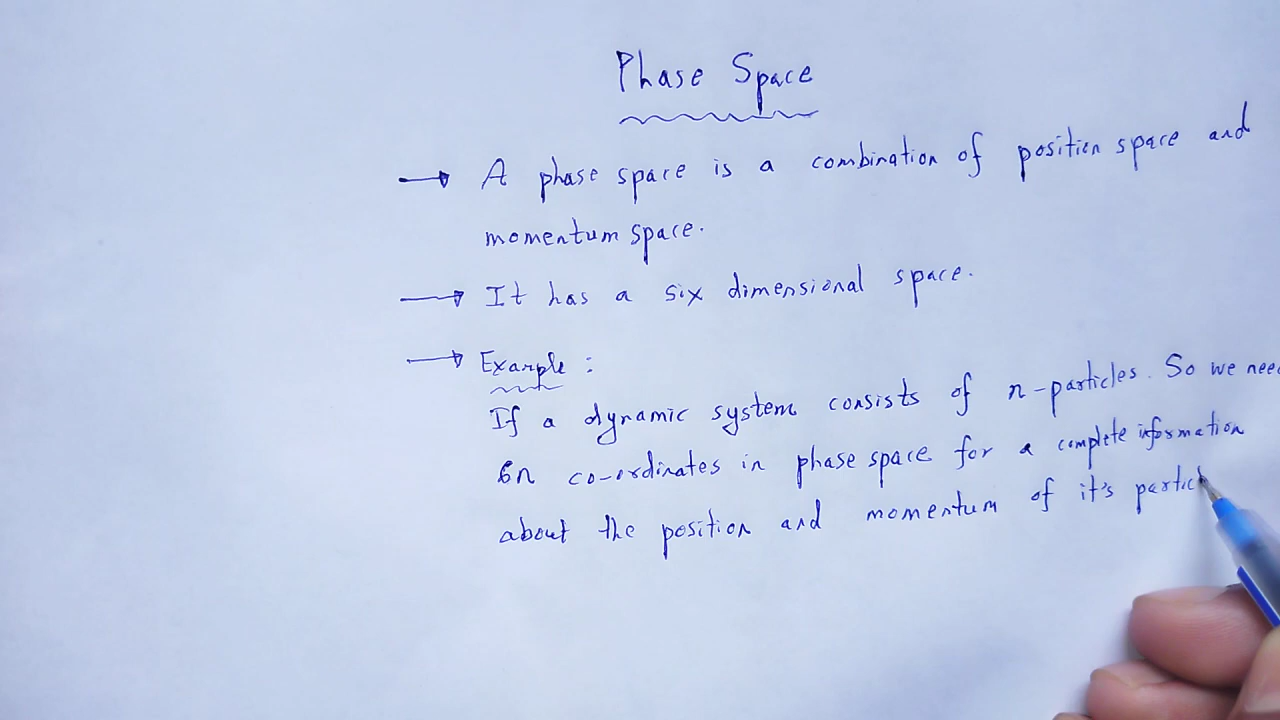 Phase Space
→ A phase space is a combination of position space and
momentum space.
→ It has a six dimensional space.
→ Example :
If a dynamic system consists of n-particles. So we nee
6n co-ordinates in phase space for a complete information
about the position and momentum of it's partic